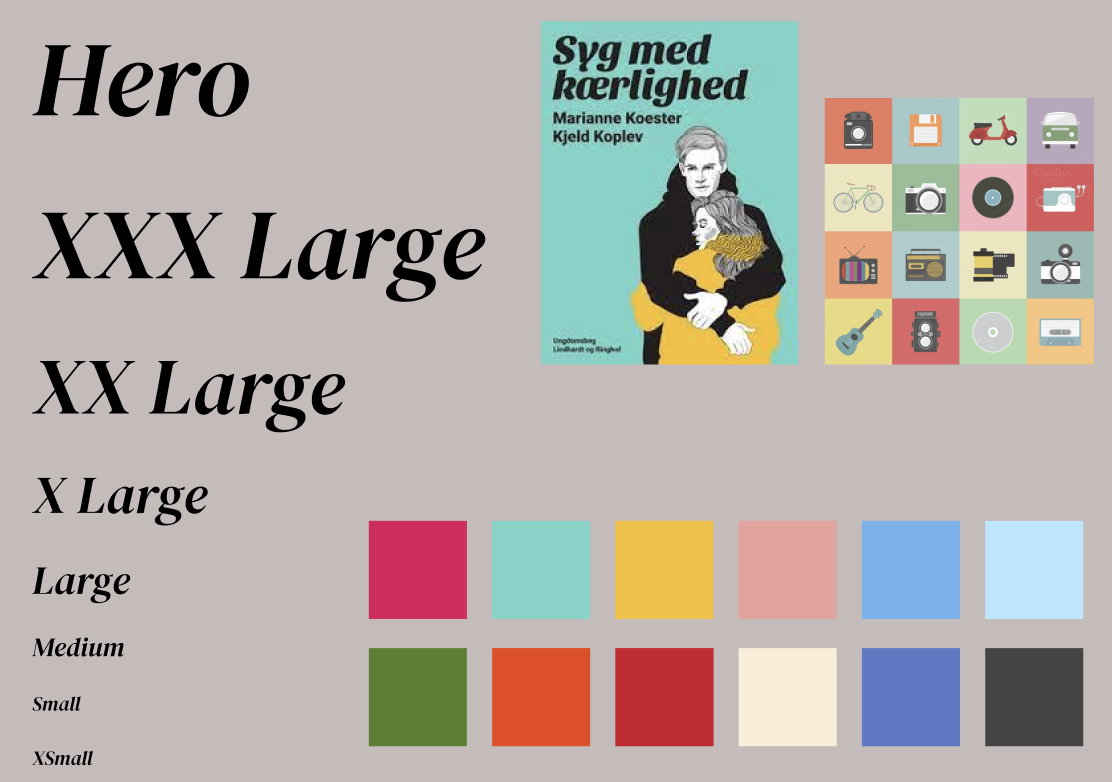 Hero
XXX Large
XX Large
X Large
Large
Medium
Small
XSmall
Syg med
kærlighed
Marianne Koester
Kjeld Koplev
Ungdomsbog
Lindhardt og Ringhof